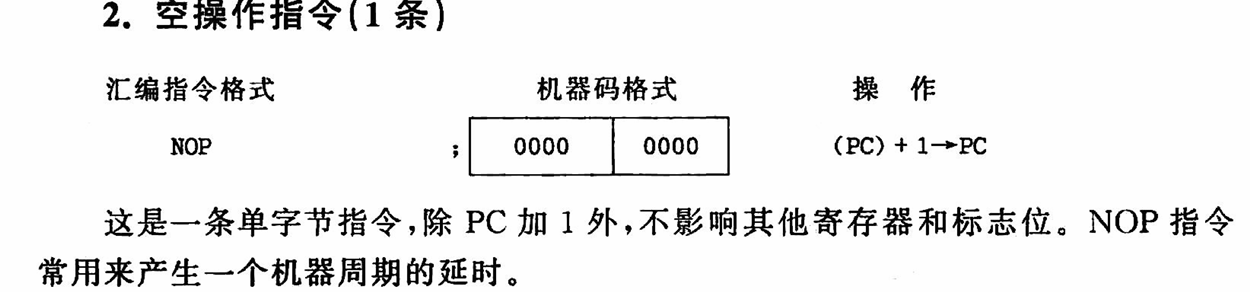 2. 空操作指令(1 条)
汇编指令格式 机器码格式 操 作
NOP ; 0000 0000 (PC) + 1→PC
这是一条单字节指令,除 PC 加 1 外,不影响其他寄存器和标志位。NOP 指令
常用来产生一个机器周期的延时。